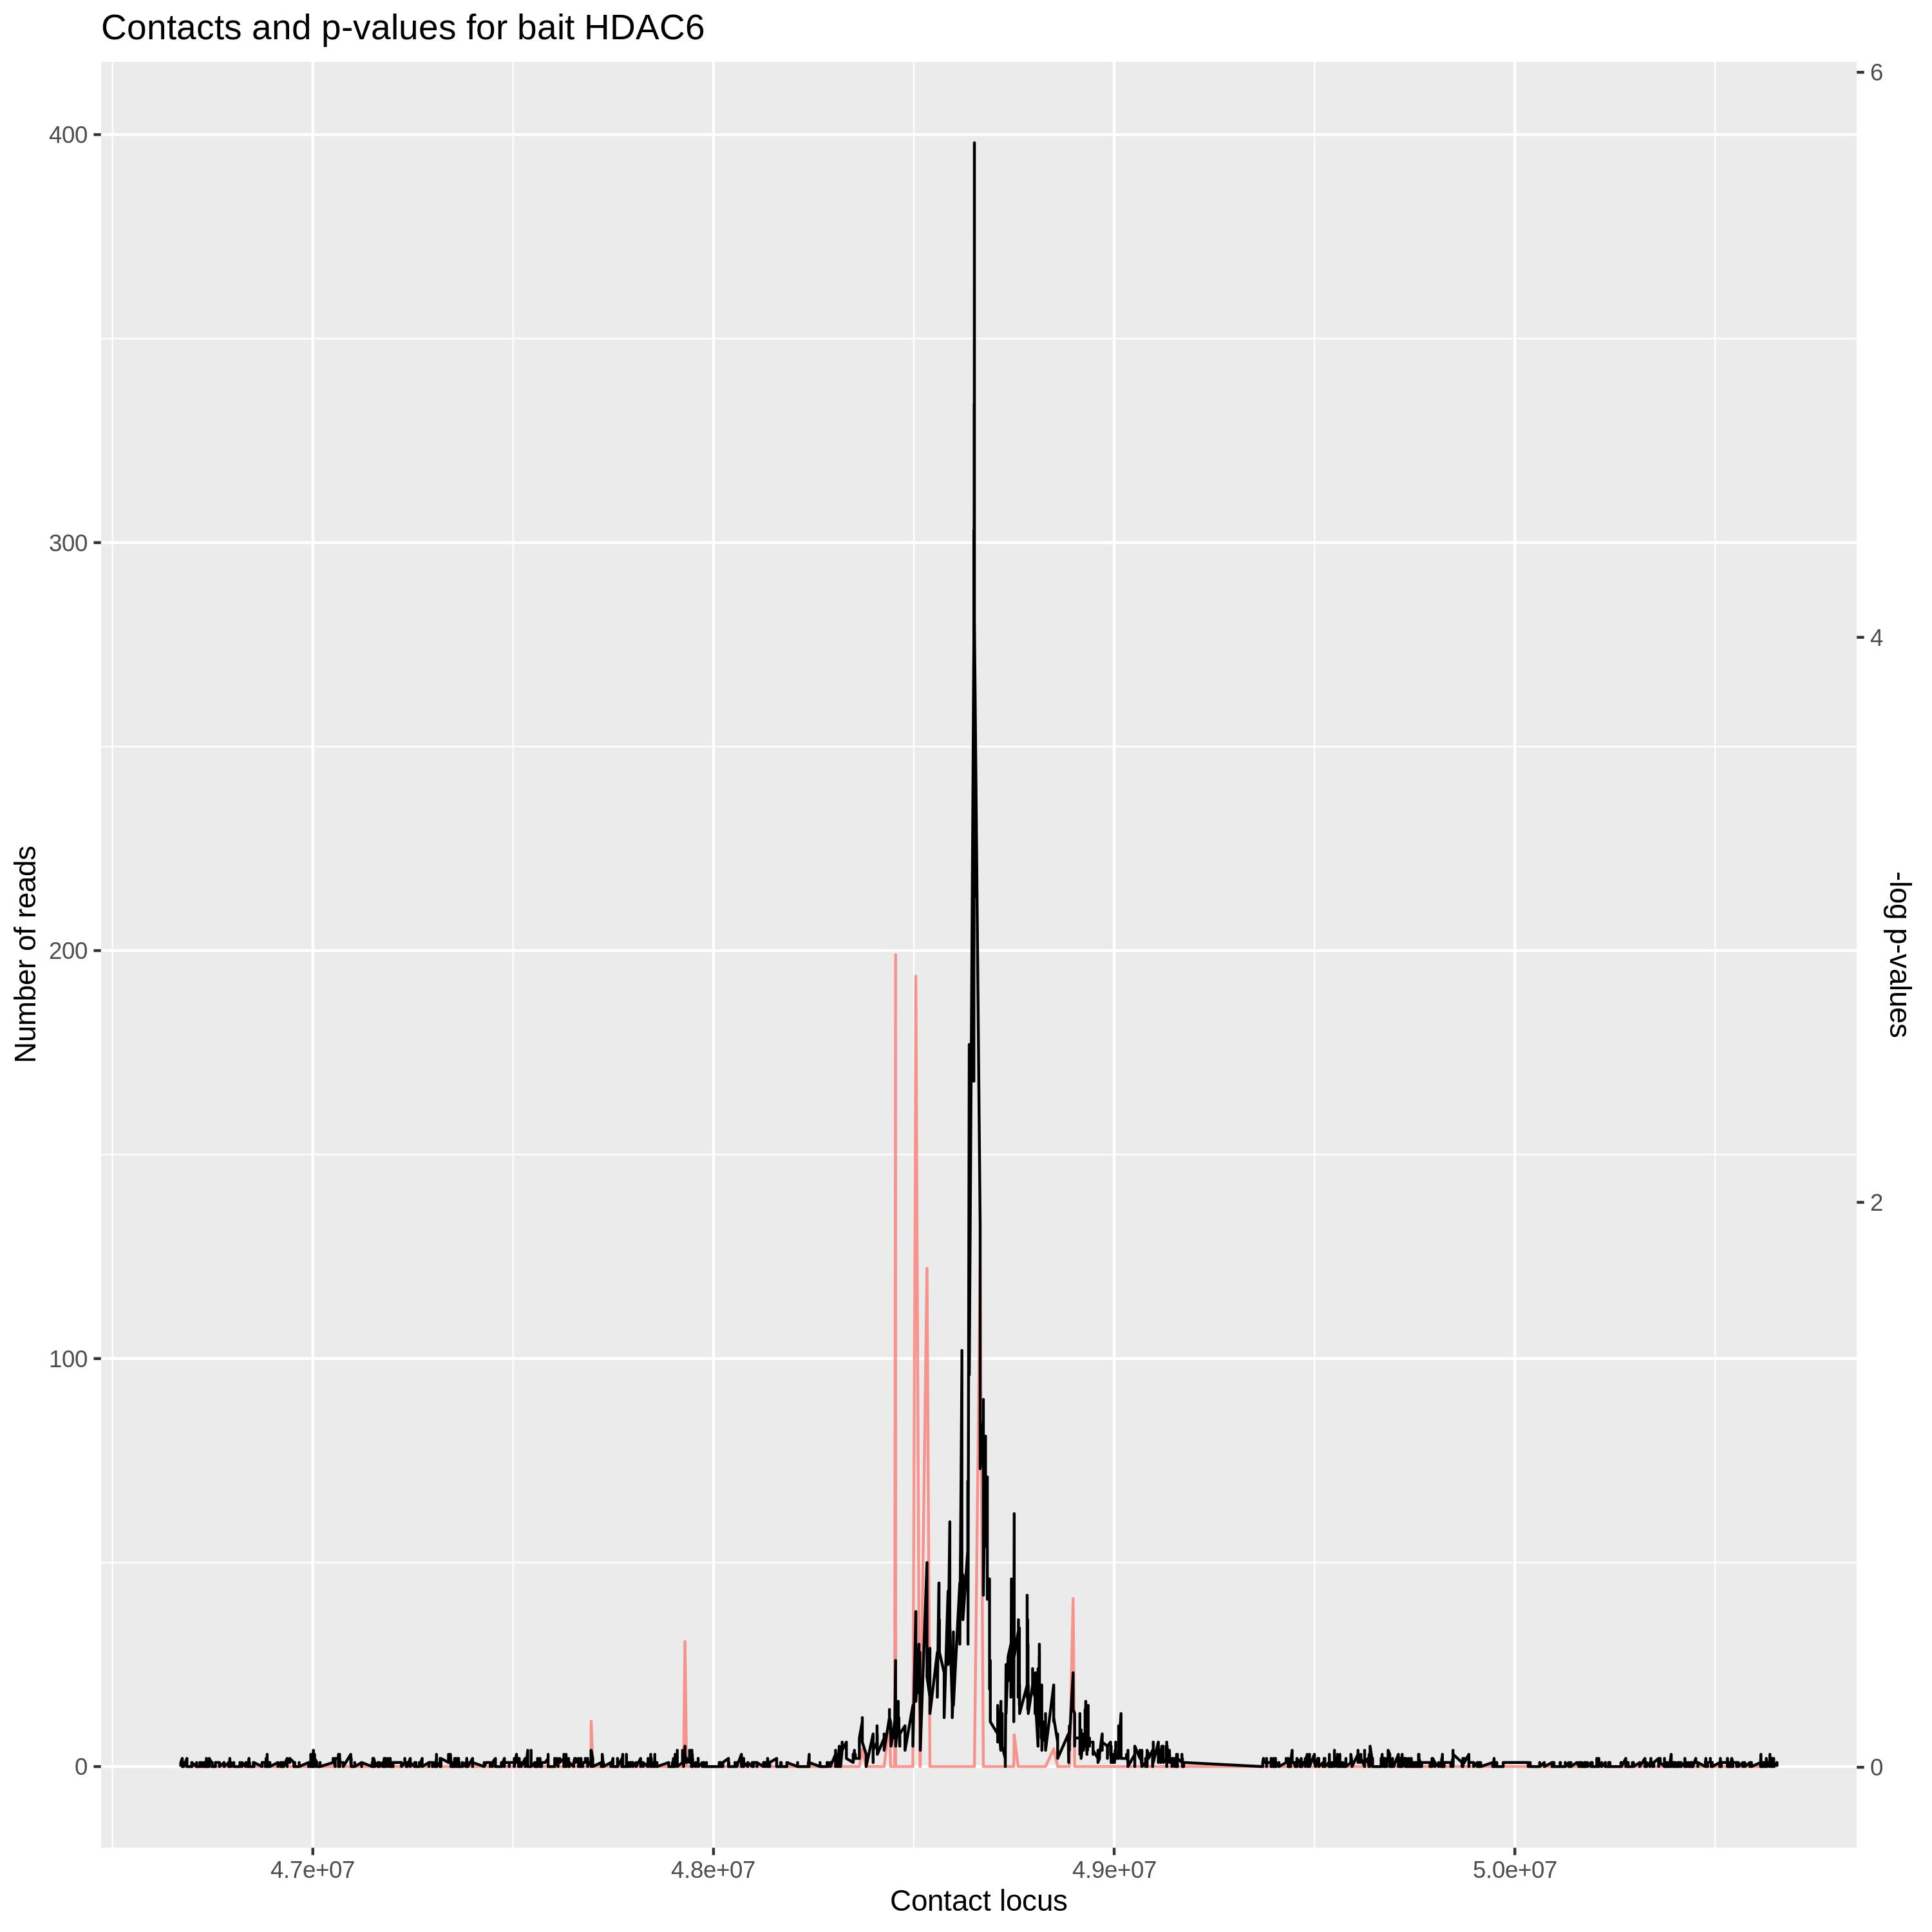 Contacts and p-values for bait HDAC6
400
300
200
100
0
Number of reads
6
4
2
0
-log p-values
4.7e+07 4.8e+07 4.9e+07 5.0e+07
Contact locus